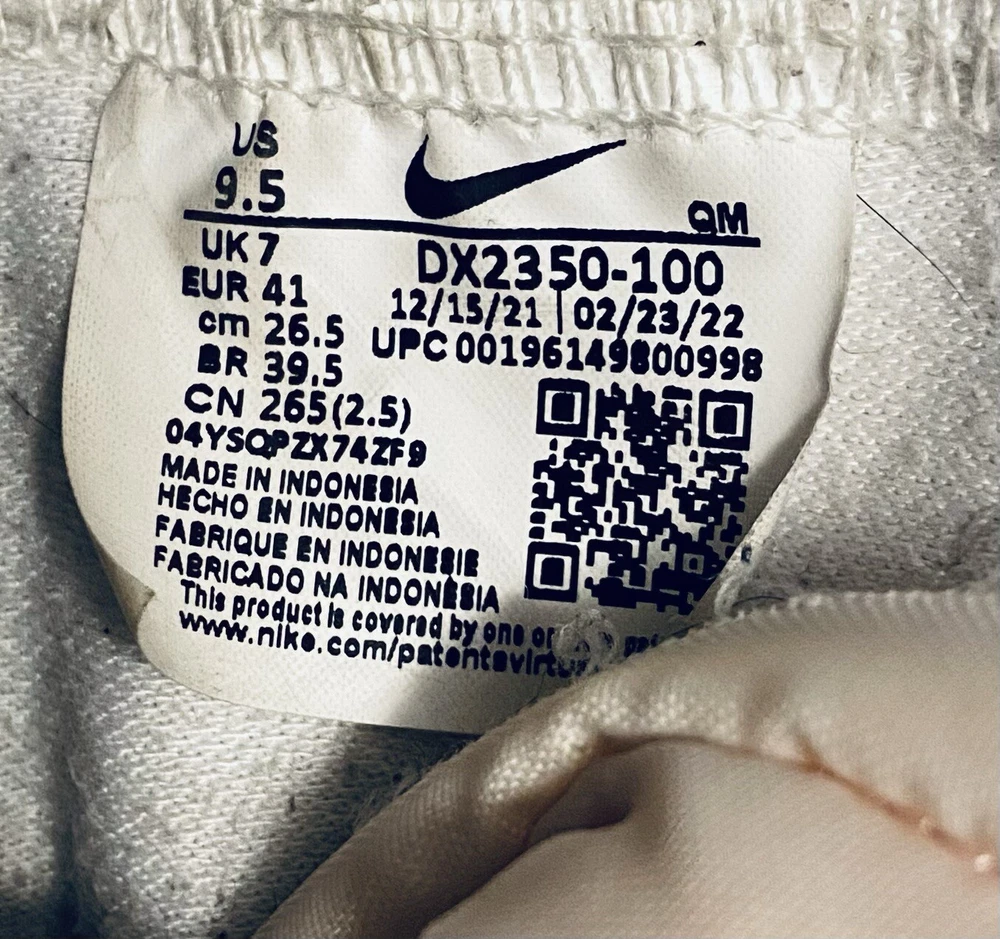 US
9.5
QM
UK 7
EUR 41
cm 26.5
BR 39.5
CN 265(2.5)
04YSQPZX74ZF9
DX2350-100
12/15/21 | 02/23/22
UPC 00196149800998
MADE IN INDONESIA
HECHO EN INDONESIA
FABRIQUE EN INDONESIE
FABRICADO NA INDONÉSIA
This product is covered by one or
www.nike.com/patentsvirtu